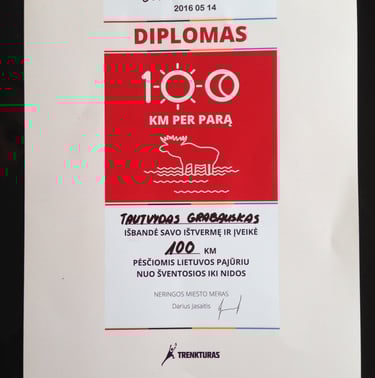 2016 05 14
DIPLOMAS
100
KM PER PARĄ
TAUTVYDAS GRABAUSKAS
IŠBANDĖ SAVO IŠTVERMĘ IR ĮVEIKĖ
100 KM
PĖSČIOMIS LIETUVOS PAJŪRIU
NUO ŠVENTOSIOS IKI NIDOS
NERINGOS MIESTO MERAS
Darius Jasaitis
TRENKTURAS